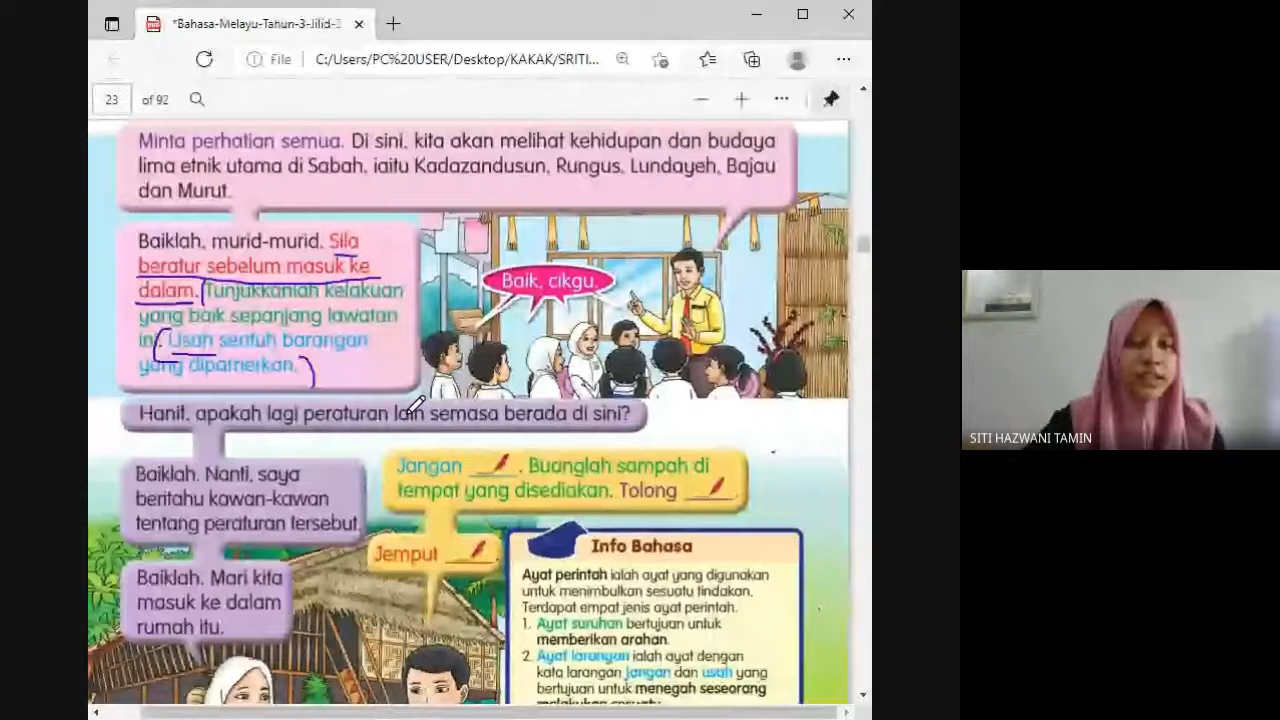 *Bahasa-Melayu-Tahun-3-Jilid-3
File
C:/Users/PC%20USER/Desktop/KAKAK/SRITI...
23 of 92
Minta perhatian semua. Di sini, kita akan melihat kehidupan dan budaya
lima etnik utama di Sabah, iaitu Kadazandusun, Rungus, Lundayeh, Bajau
dan Murut.
Baiklah, murid-murid. Sila
beratur sebelum masuk ke
dalam. Tunjukkanlah kelakuan
yang baik sepanjang lawatan
ini. Usah sentuh barangan
yang dipamerkan.
Baik, cikgu.
Hanif, apakah lagi peraturan lain semasa berada di sini?
Baiklah. Nanti, saya
beritahu kawan-kawan
tentang peraturan tersebut.
Jangan ___. Buanglah sampah di
tempat yang disediakan. Tolong ___.
Jemput ___.
Baiklah. Mari kita
masuk ke dalam
rumah itu.
Info Bahasa
Ayat perintah ialah ayat yang digunakan
untuk menimbulkan sesuatu tindakan.
Terdapat empat jenis ayat perintah.
1. Ayat suruhan bertujuan untuk
memberikan arahan.
2. Ayat larangan ialah ayat dengan
kata larangan jangan dan usah yang
bertujuan untuk menegah seseorang
melakukan sesuatu.
SITI HAZWANI TAMIN